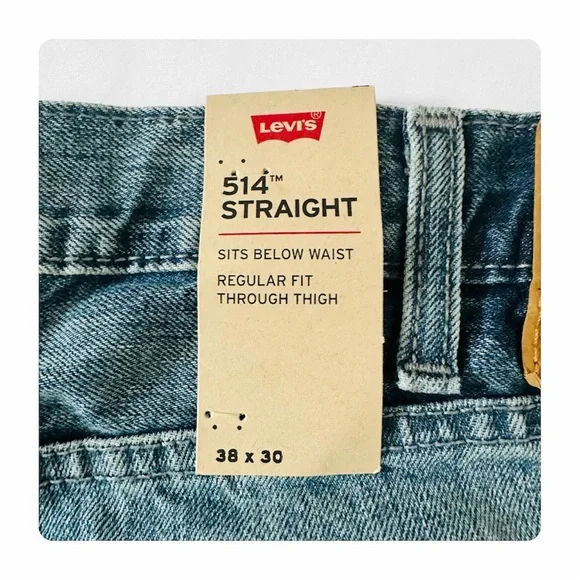 LEVI'S®
514™
STRAIGHT
SITS BELOW WAIST
REGULAR FIT
THROUGH THIGH
38 x 30